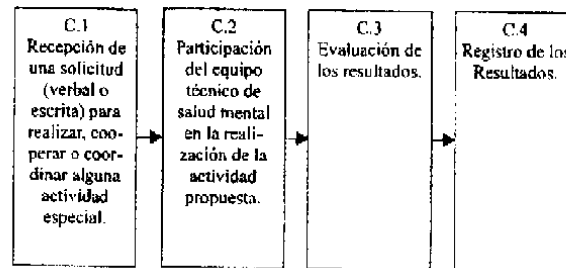 C.1
Recepción de
una solicitud
(verbal o
escrita) para
realizar, coo-
perar o coor-
dinar alguna
actividad
especial.
C.2
Participación
del equipo
técnico de
salud mental
en la reali-
zación de la
actividad
propuesta.
C.3
Evaluación de
los resultados.
C.4
Registro de los
Resultados.